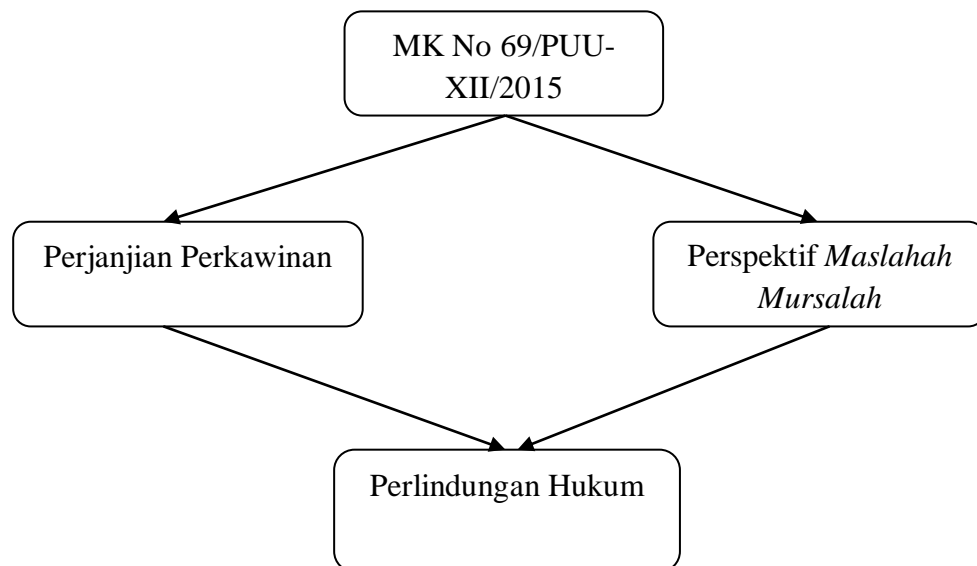 MK No 69/PUU-
XII/2015
Perjanjian Perkawinan
Perspektif Maslahah
Mursalah
Perlindungan Hukum